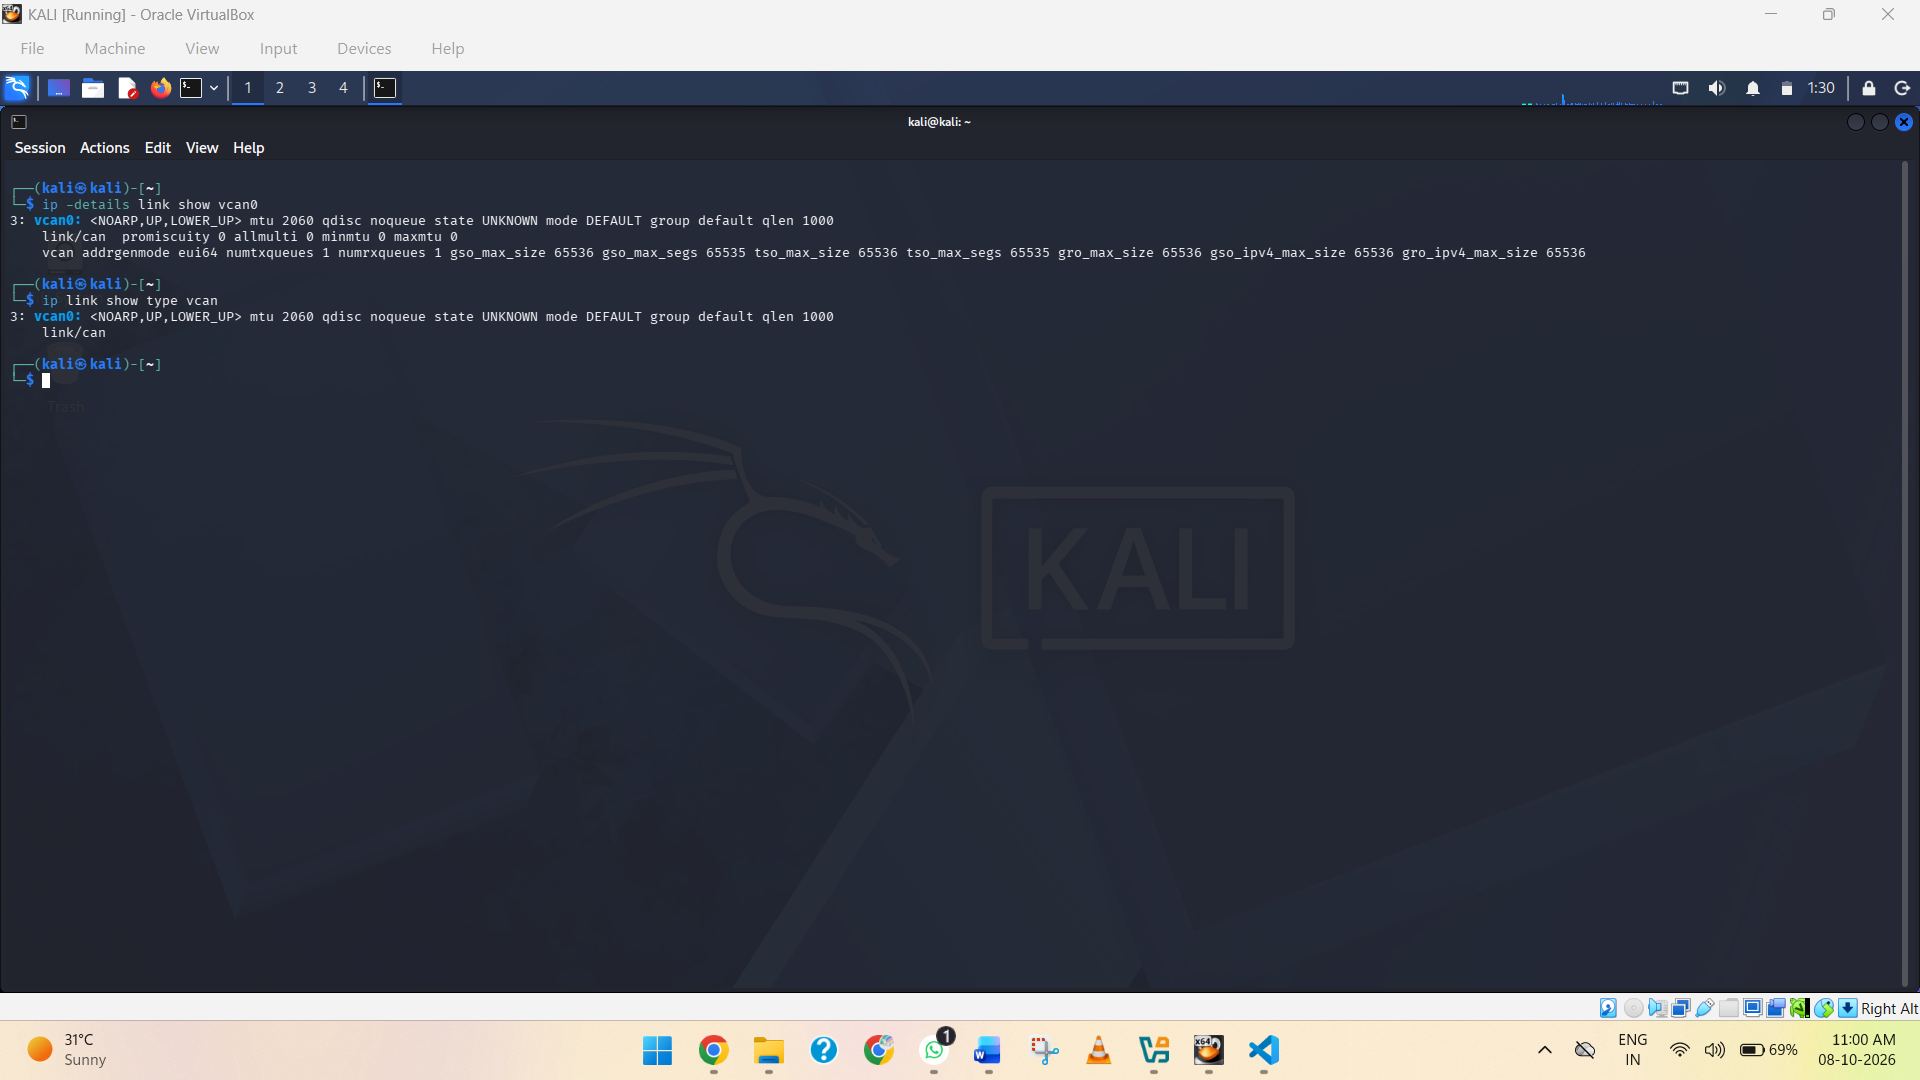 KALI [Running] - Oracle VirtualBox
File Machine View Input Devices Help
1 2 3 4 1:30
kali@kali: ~
Session Actions Edit View Help
┌──(kali㉿kali)-[~]
└─$ ip -details link show vcan0
3: vcan0: <NOARP,UP,LOWER_UP> mtu 2060 qdisc noqueue state UNKNOWN mode DEFAULT group default qlen 1000
link/can promiscuity 0 allmulti 0 minmtu 0 maxmtu 0
vcan addrgenmode eui64 numtxqueues 1 numrxqueues 1 gso_max_size 65536 gso_max_segs 65535 tso_max_size 65536 tso_max_segs 65535 gro_max_size 65536 gso_ipv4_max_size 65536 gro_ipv4_max_size 65536
┌──(kali㉿kali)-[~]
└─$ ip link show type vcan
3: vcan0: <NOARP,UP,LOWER_UP> mtu 2060 qdisc noqueue state UNKNOWN mode DEFAULT group default qlen 1000
link/can
┌──(kali㉿kali)-[~]
└─$
Trash
KALI
Right Alt
31°C
Sunny
1
ENG
IN
69%
11:00 AM
08-10-2026